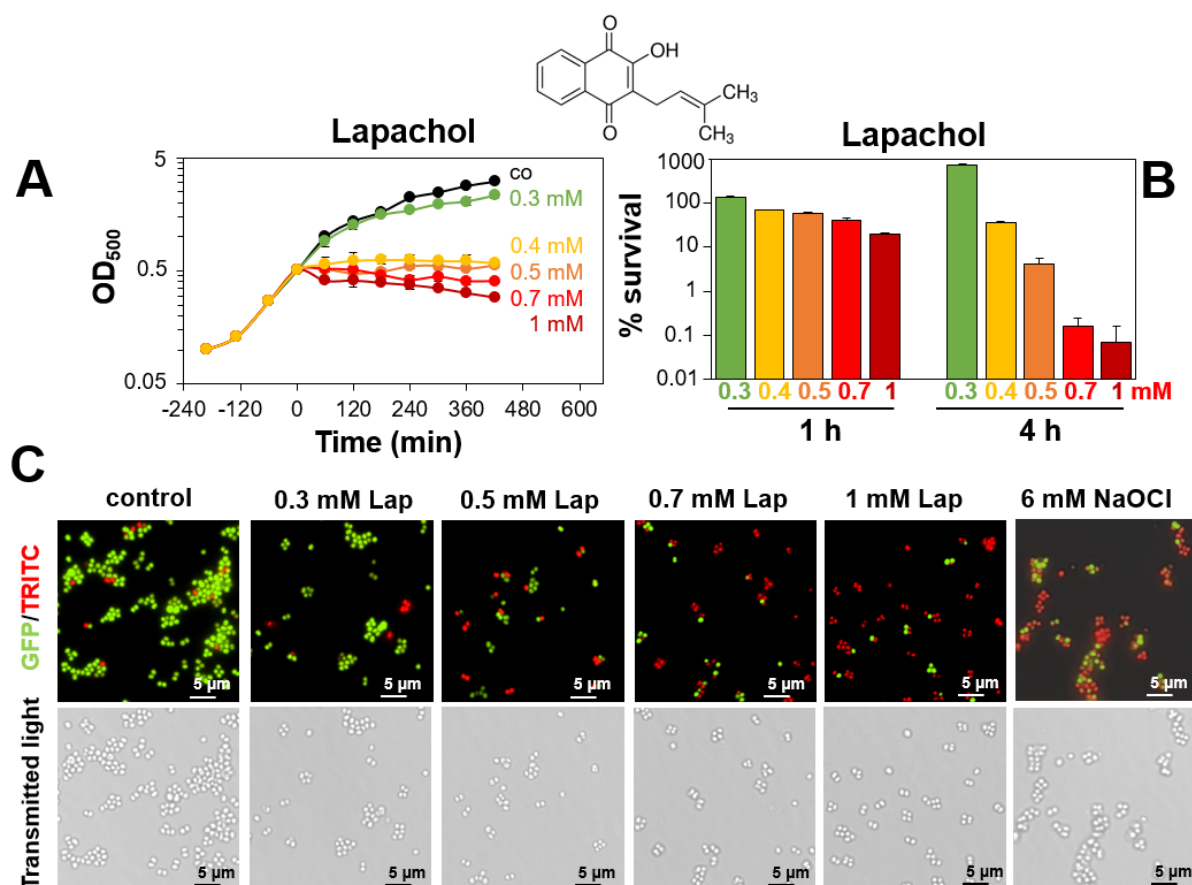 O
OH
CH3
CH3
O
Lapachol
Lapachol
A
B
5
0.5
0.05
OD500
co
0.3 mM
0.4 mM
0.5 mM
0.7 mM
1 mM
-240 -120 0 120 240 360 480 600
Time (min)
1000
100
10
1
0.1
0.01
% survival
0.3 0.4 0.5 0.7 1 0.3 0.4 0.5 0.7 1 mM
1 h 4 h
C
control 0.3 mM Lap 0.5 mM Lap 0.7 mM Lap 1 mM Lap 6 mM NaOCl
GFP/TRITC
5 µm 5 µm 5 µm 5 µm 5 µm 5 µm
Transmitted light
5 µm 5 µm 5 µm 5 µm 5 µm 5 µm